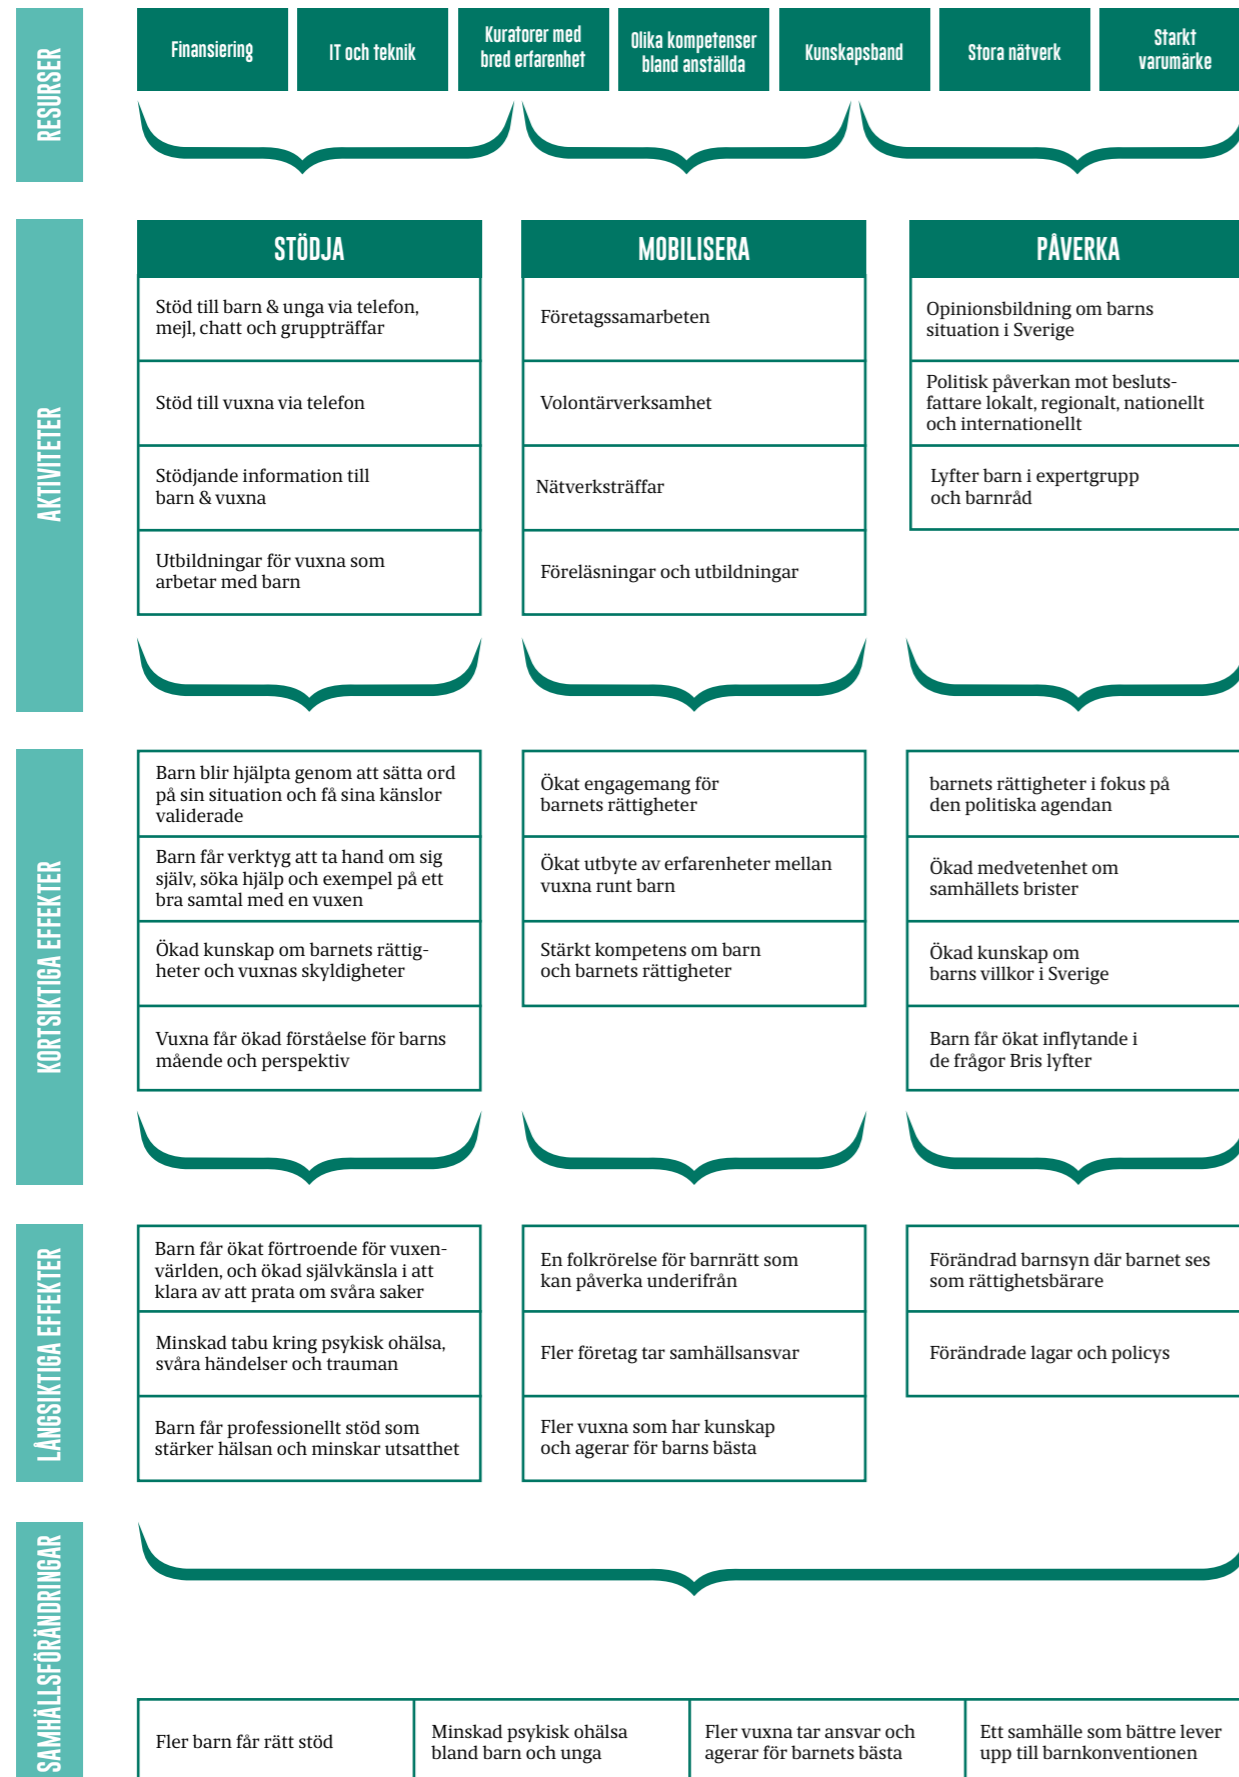 RESURSER
Finansiering
IT och teknik
Kuratorer med
bred erfarenhet
Olika kompetenser
bland anställda
Kunskapsband
Stora nätverk
Starkt
varumärke
AKTIVITETER
STÖDJA
Stöd till barn & unga via telefon,
mejl, chatt och gruppträffar
Stöd till vuxna via telefon
Stödjande information till
barn & vuxna
Utbildningar för vuxna som
arbetar med barn
MOBILISERA
Företagssamarbeten
Volontärverksamhet
Nätverksträffar
Föreläsningar och utbildningar
PÅVERKA
Opinionsbildning om barns
situation i Sverige
Politisk påverkan mot besluts-
fattare lokalt, regionalt, nationellt
och internationellt
Lyfter barn i expertgrupp
och barnråd
KORTSIKTIGA EFFEKTER
Barn blir hjälpta genom att sätta ord
på sin situation och få sina känslor
validerade
Barn får verktyg att ta hand om sig
själv, söka hjälp och exempel på ett
bra samtal med en vuxen
Ökad kunskap om barnets rättig-
heter och vuxnas skyldigheter
Vuxna får ökad förståelse för barns
mående och perspektiv
Ökat engagemang för
barnets rättigheter
Ökat utbyte av erfarenheter mellan
vuxna runt barn
Stärkt kompetens om barn
och barnets rättigheter
barnets rättigheter i fokus på
den politiska agendan
Ökad medvetenhet om
samhällets brister
Ökad kunskap om
barns villkor i Sverige
Barn får ökat inflytande i
de frågor Bris lyfter
LÅNGSIKTIGA EFFEKTER
Barn får ökat förtroende för vuxen-
världen, och ökad självkänsla i att
klara av att prata om svåra saker
Minskad tabu kring psykisk ohälsa,
svåra händelser och trauman
Barn får professionellt stöd som
stärker hälsan och minskar utsatthet
En folkrörelse för barnrätt som
kan påverka underifrån
Fler företag tar samhällsansvar
Fler vuxna som har kunskap
och agerar för barns bästa
Förändrad barnsyn där barnet ses
som rättighetsbärare
Förändrade lagar och policys
SAMHÄLLSFÖRÄNDRINGAR
Fler barn får rätt stöd
Minskad psykisk ohälsa
bland barn och unga
Fler vuxna tar ansvar och
agerar för barnets bästa
Ett samhälle som bättre lever
upp till barnkonventionen